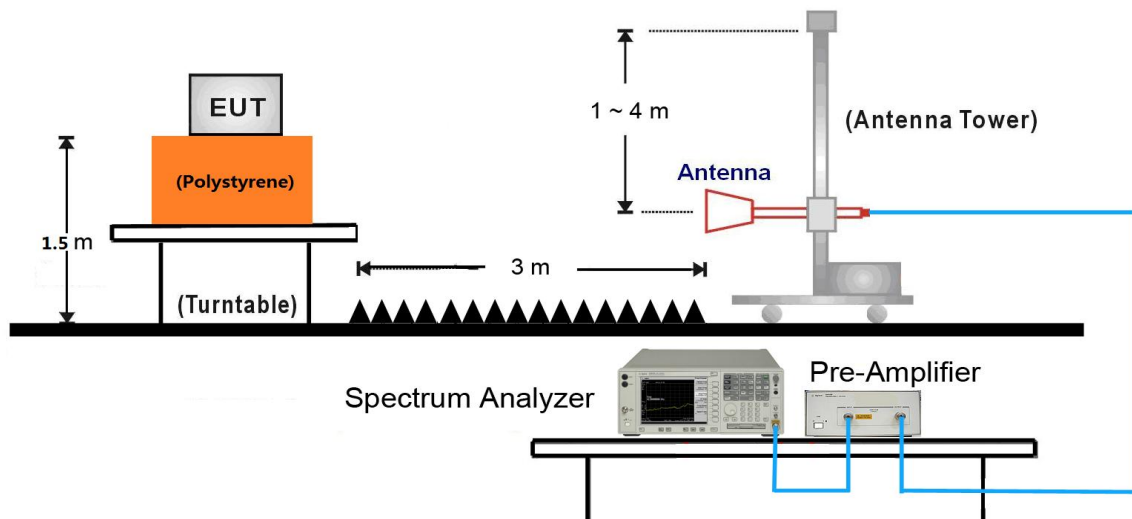 EUT
(Polystyrene)
1.5 m
(Turntable)
3 m
1 ~ 4 m
Antenna
(Antenna Tower)
Spectrum Analyzer
Pre-Amplifier